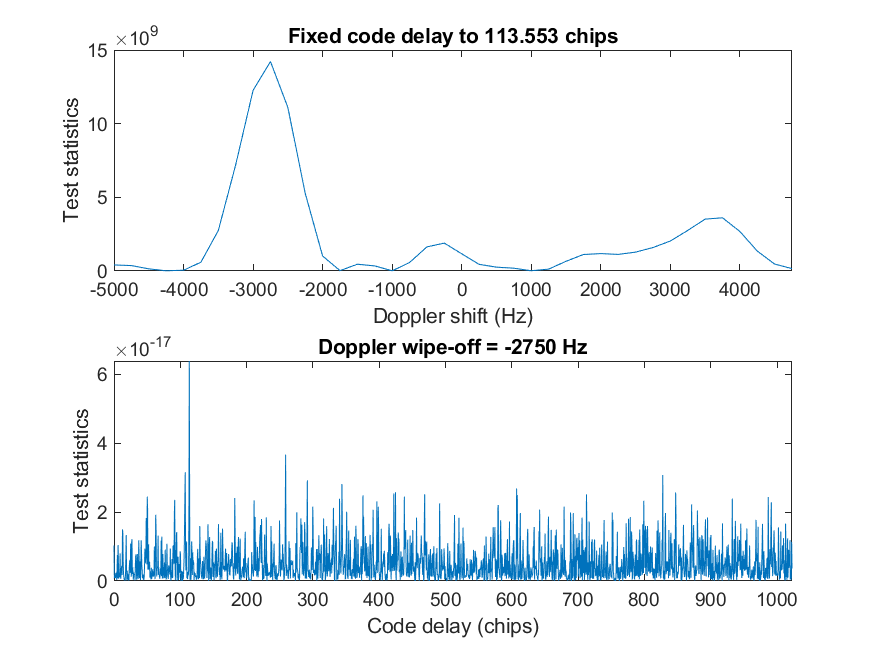 ×10⁹
Fixed code delay to 113.553 chips
15
10
5
0
Test statistics
-5000 -4000 -3000 -2000 -1000 0 1000 2000 3000 4000
Doppler shift (Hz)
×10⁻¹⁷
Doppler wipe-off = -2750 Hz
6
4
2
0
Test statistics
0 100 200 300 400 500 600 700 800 900 1000
Code delay (chips)